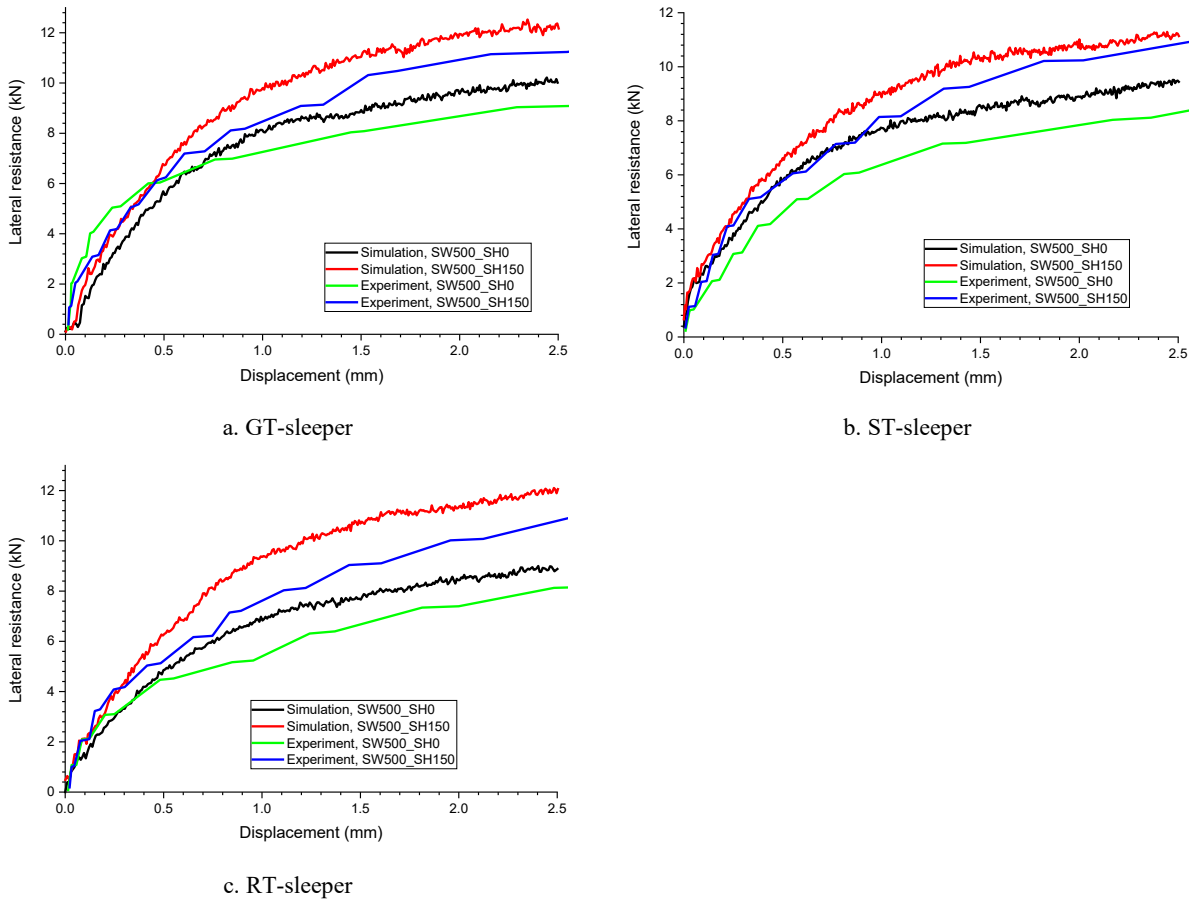 12
10
8
6
4
2
0
Lateral resistance (kN)
Simulation, SW500_SH0
Simulation, SW500_SH150
Experiment, SW500_SH0
Experiment, SW500_SH150
0.0 0.5 1.0 1.5 2.0 2.5
Displacement (mm)
a. GT-sleeper
12
10
8
6
4
2
0
Lateral resistance (kN)
Simulation, SW500_SH0
Simulation, SW500_SH150
Experiment, SW500_SH0
Experiment, SW500_SH150
0.0 0.5 1.0 1.5 2.0 2.5
Displacement (mm)
b. ST-sleeper
12
10
8
6
4
2
0
Lateral resistance (kN)
Simulation, SW500_SH0
Simulation, SW500_SH150
Experiment, SW500_SH0
Experiment, SW500_SH150
0.0 0.5 1.0 1.5 2.0 2.5
Displacement (mm)
c. RT-sleeper